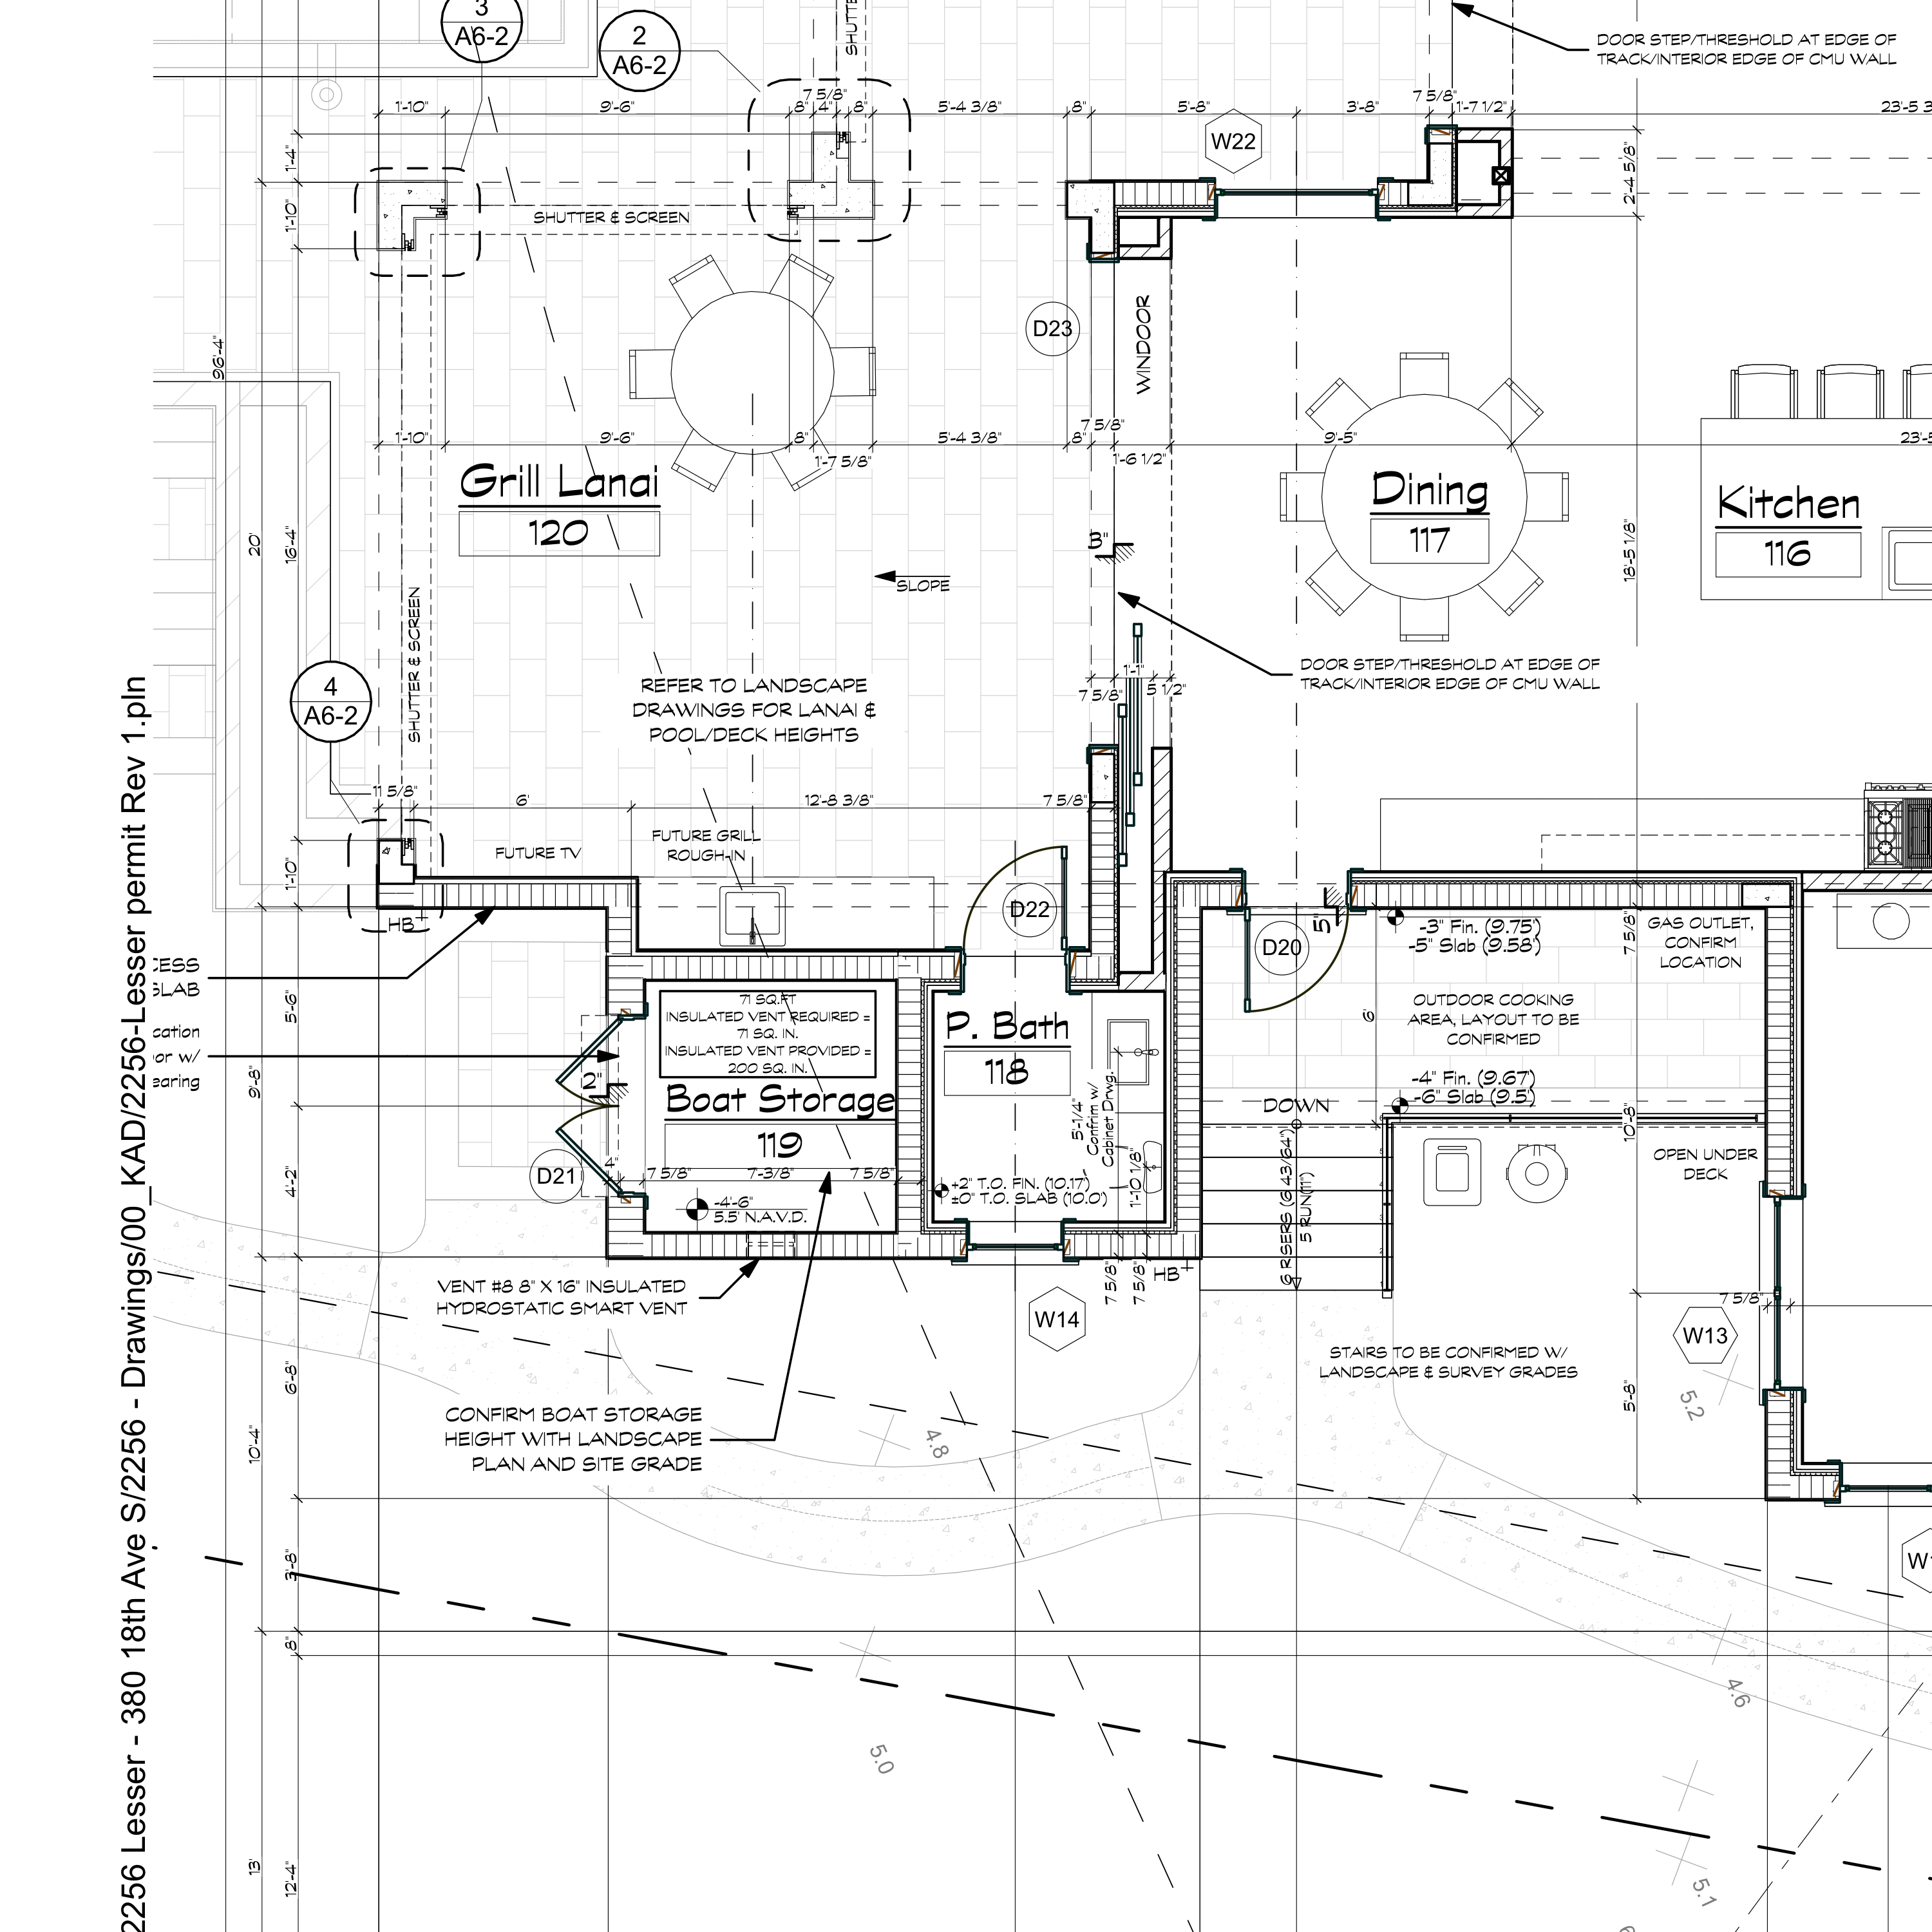 3
A6-2
2
A6-2
SHUTTE
DOOR STEP/THRESHOLD AT EDGE OF
TRACK/INTERIOR EDGE OF CMU WALL
1'-10"
9'-6"
8"
7 5/8"
4"
8"
5'-4 3/8"
8"
5'-8"
W22
3'-8"
7 5/8"
1'-7 1/2"
23'-5 3
1'-4"
1'-10"
2'-4 5/8"
SHUTTER & SCREEN
D23
WINDOOR
96'-4"
1'-10"
9'-6"
8"
1'-7 5/8"
5'-4 3/8"
8"
7 5/8"
1'-6 1/2"
9'-5"
23'-5
Grill Lanai
120
Dining
117
Kitchen
116
20'
16'-4"
3"
18'-5 1/8"
SLOPE
SHUTTER & SCREEN
4
A6-2
REFER TO LANDSCAPE
DRAWINGS FOR LANAI &
POOL/DECK HEIGHTS
1'-1"
7 5/8"
5 1/2"
DOOR STEP/THRESHOLD AT EDGE OF
TRACK/INTERIOR EDGE OF CMU WALL
11 5/8"
6'
12'-8 3/8"
7 5/8"
FUTURE TV
FUTURE GRILL
ROUGH-IN
1'-10"
HB
D22
D20
5"
-3" Fin. (9.75')
-5" Slab (9.58')
7 5/8"
GAS OUTLET,
CONFIRM
LOCATION
CESS
SLAB
cation
or w/
earing
5'-6"
71 SQ.FT
INSULATED VENT REQUIRED =
71 SQ. IN.
INSULATED VENT PROVIDED =
200 SQ. IN.
P. Bath
118
6'
OUTDOOR COOKING
AREA, LAYOUT TO BE
CONFIRMED
9'-8"
2"
Boat Storage
119
5'-1/4"
Confrim w/
Cabinet Drwg.
DOWN
-4" Fin. (9.67')
-6" Slab (9.5')
10'-8"
OPEN UNDER
DECK
D21
4"
7 5/8"
7'-3/8"
7 5/8"
4'-2"
-4'-6"
5.5' N.A.V.D.
+2" T.O. FIN. (10.17')
±0" T.O. SLAB (10.0')
1'-10 1/8"
6 RISERS (6 43/64")
5 RUN(11")
VENT #8 8" X 16" INSULATED
HYDROSTATIC SMART VENT
7 5/8"
7 5/8"
HB
W14
7 5/8"
W13
STAIRS TO BE CONFIRMED W/
LANDSCAPE & SURVEY GRADES
6'-8"
5'-8"
5.2
10'-4"
CONFIRM BOAT STORAGE
HEIGHT WITH LANDSCAPE
PLAN AND SITE GRADE
4.8
3'-8"
8"
4.6
5.0
13'
12'-4"
5.1
2256 Lesser - 380 18th Ave S/2256 - Drawings/00_KAD/2256-Lesser permit Rev 1.pln